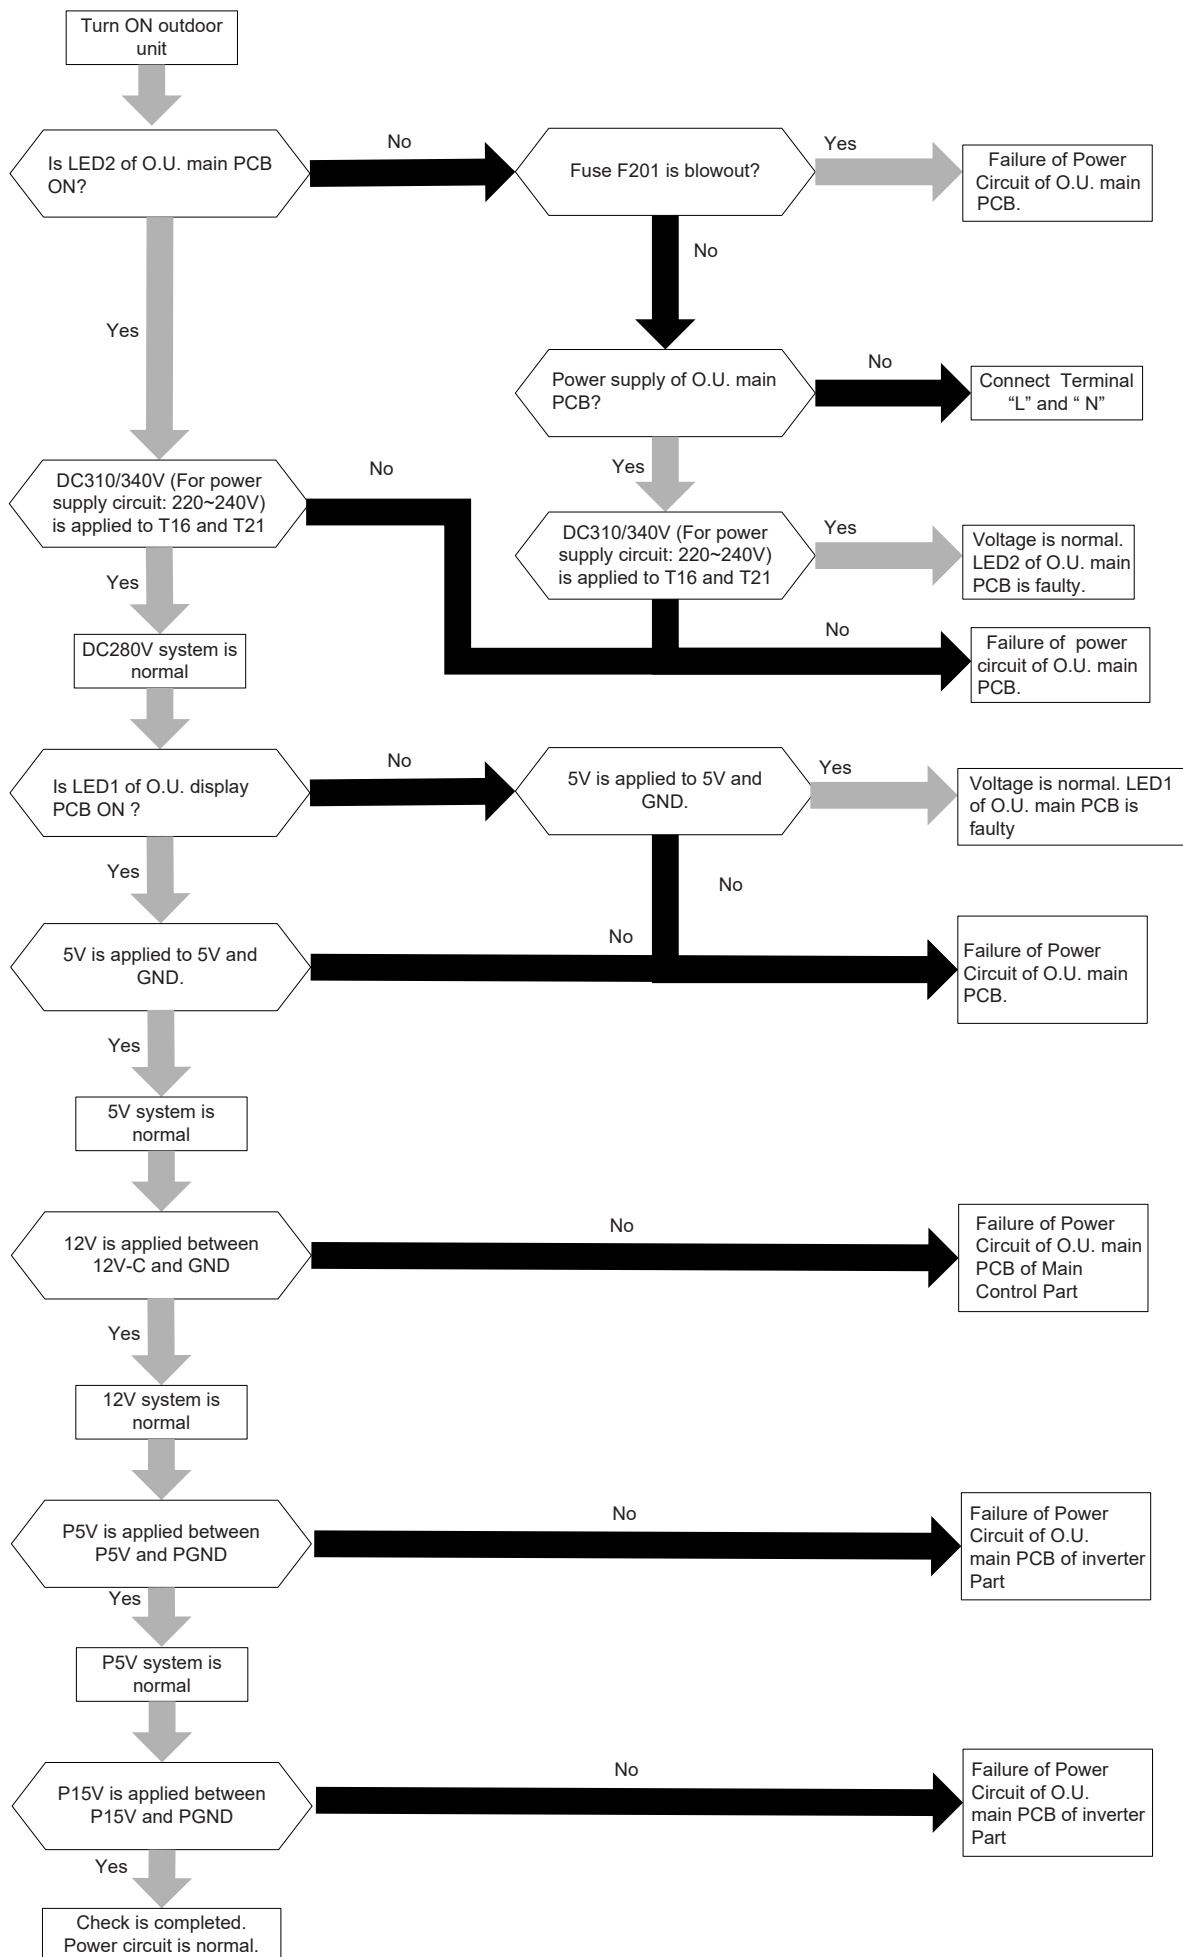 Turn ON outdoor
unit
Is LED2 of O.U. main PCB
ON?
No
Fuse F201 is blowout?
Yes
Failure of Power
Circuit of O.U. main
PCB.
No
Yes
Power supply of O.U. main
PCB?
No
Connect Terminal
“L” and “ N”
Yes
DC310/340V (For power
supply circuit: 220~240V)
is applied to T16 and T21
No
DC310/340V (For power
supply circuit: 220~240V)
is applied to T16 and T21
Yes
Voltage is normal.
LED2 of O.U. main
PCB is faulty.
Yes
No
Failure of power
circuit of O.U. main
PCB.
DC280V system is
normal
Is LED1 of O.U. display
PCB ON ?
No
5V is applied to 5V and
GND.
Yes
Voltage is normal. LED1
of O.U. main PCB is
faulty
Yes
No
5V is applied to 5V and
GND.
No
Failure of Power
Circuit of O.U. main
PCB.
Yes
5V system is
normal
12V is applied between
12V-C and GND
No
Failure of Power
Circuit of O.U. main
PCB of Main
Control Part
Yes
12V system is
normal
P5V is applied between
P5V and PGND
No
Failure of Power
Circuit of O.U.
main PCB of inverter
Part
Yes
P5V system is
normal
P15V is applied between
P15V and PGND
No
Failure of Power
Circuit of O.U.
main PCB of inverter
Part
Yes
Check is completed.
Power circuit is normal.